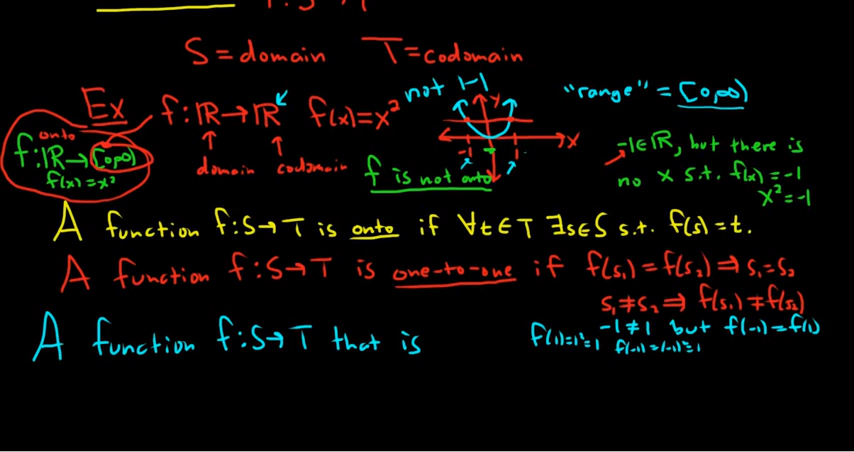 f: S → T
S = domain T = codomain
Ex f: ℝ → ℝ f(x) = x² not 1-1 "range" = [0,∞)
domain codomain
onto
f: ℝ → [0,∞)
f(x) = x²
y
x
-1 1
f is not onto
-1 ∈ ℝ, but there is
no x s.t. f(x) = -1
x² = -1
A function f: S → T is onto if ∀t ∈ T ∃s ∈ S s.t. f(s) = t.
A function f: S → T is one-to-one if f(s₁) = f(s₂) ⇒ s₁ = s₂
s₁ ≠ s₂ ⇒ f(s₁) ≠ f(s₂)
A function f: S → T that is
-1 ≠ 1 but f(-1) = f(1)
f(1) = 1² = 1 f(-1) = (-1)² = 1